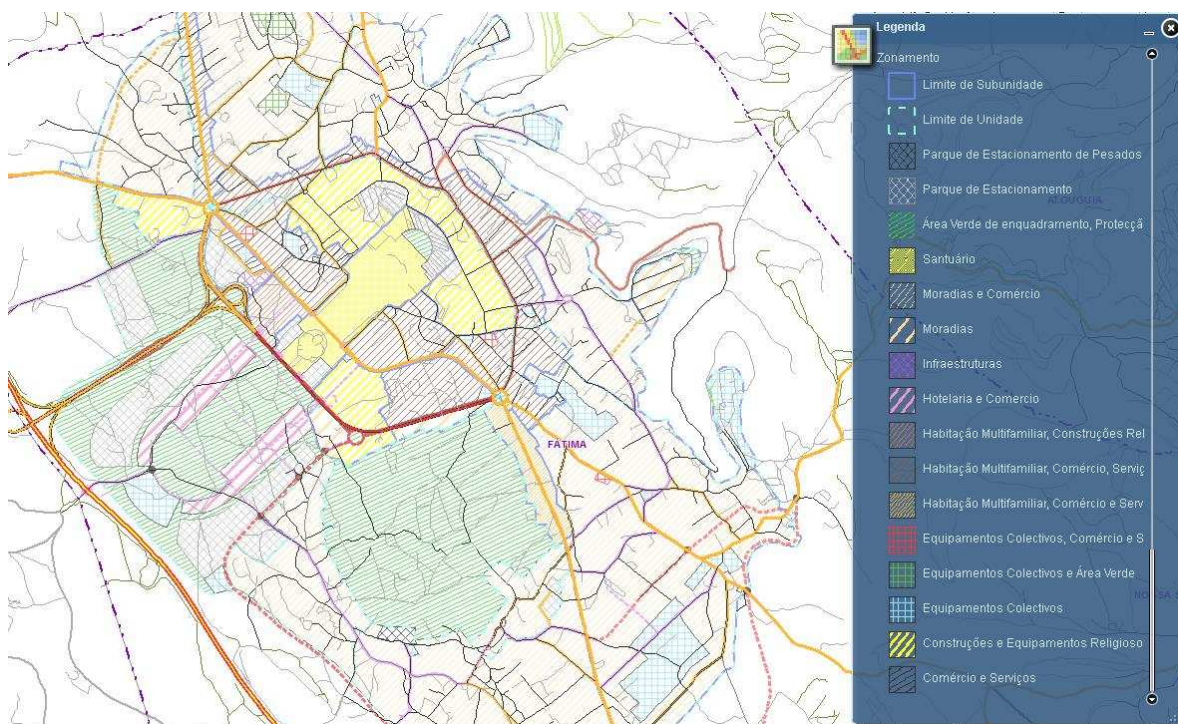 Legenda
Zonamento
Limite de Subunidade
Limite de Unidade
Parque de Estacionamento de Pesados
Parque de Estacionamento
Área Verde de enquadramento, Protecçã
Santuário
Moradias e Comércio
Moradias
Infraestruturas
Hotelaria e Comercio
Habitação Multifamiliar, Construções Rel
Habitação Multifamiliar, Comércio, Serviç
Habitação Multifamiliar, Comércio e Serv
Equipamentos Colectivos, Comércio e S
Equipamentos Colectivos e Área Verde
Equipamentos Colectivos
Construções e Equipamentos Religioso
Comércio e Serviços
FATIMA
ATOUGUIA